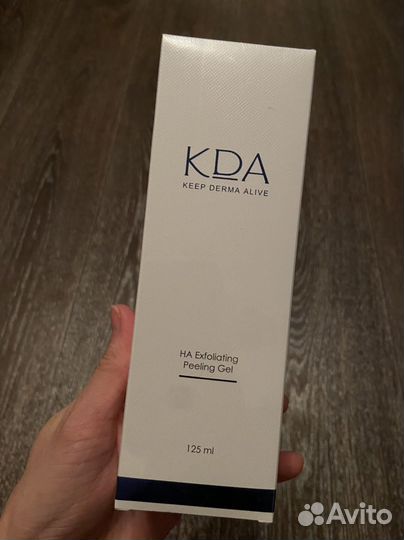 KDA
KEEP DERMA ALIVE
HA Exfoliating
Peeling Gel
125 ml
Avito